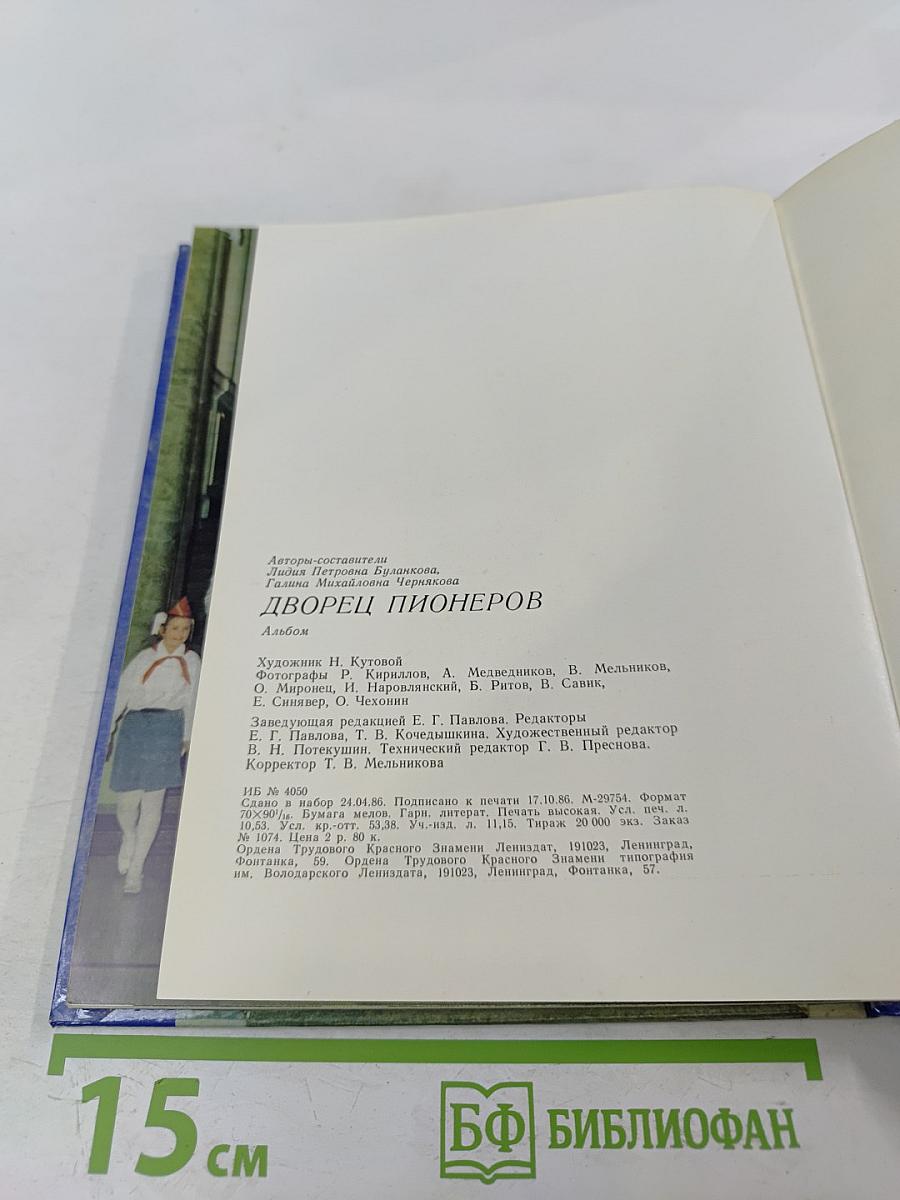 Авторы-составители
Лидия Петровна Буланкова,
Галина Михайловна Чернякова
ДВОРЕЦ ПИОНЕРОВ
Альбом
Художник Н. Кутовой
Фотографы Р. Кириллов, А. Медведников, В. Мельников,
О. Миронец, И. Наровлянский, Б. Ритов, В. Савик,
Е. Синявер, О. Чехонин
Заведующая редакцией Е. Г. Павлова. Редакторы
Е. Г. Павлова, Т. В. Кочедышкина. Художественный редактор
В. Н. Потекушин. Технический редактор Г. В. Преснова.
Корректор Т. В. Мельникова
ИБ № 4050
Сдано в набор 24.04.86. Подписано к печати 17.10.86. М-29754. Формат
70×90¹/₁₆. Бумага мелов. Гарн. литерат. Печать высокая. Усл. печ. л.
10,53. Усл. кр.-отт. 53,38. Уч.-изд. л. 11,15. Тираж 20 000 экз. Заказ
№ 1074. Цена 2 р. 80 к.
Ордена Трудового Красного Знамени Лениздат, 191023, Ленинград,
Фонтанка, 59. Ордена Трудового Красного Знамени типография
им. Володарского Лениздата, 191023, Ленинград, Фонтанка, 57.
15 см
БФ БИБЛИОФАН